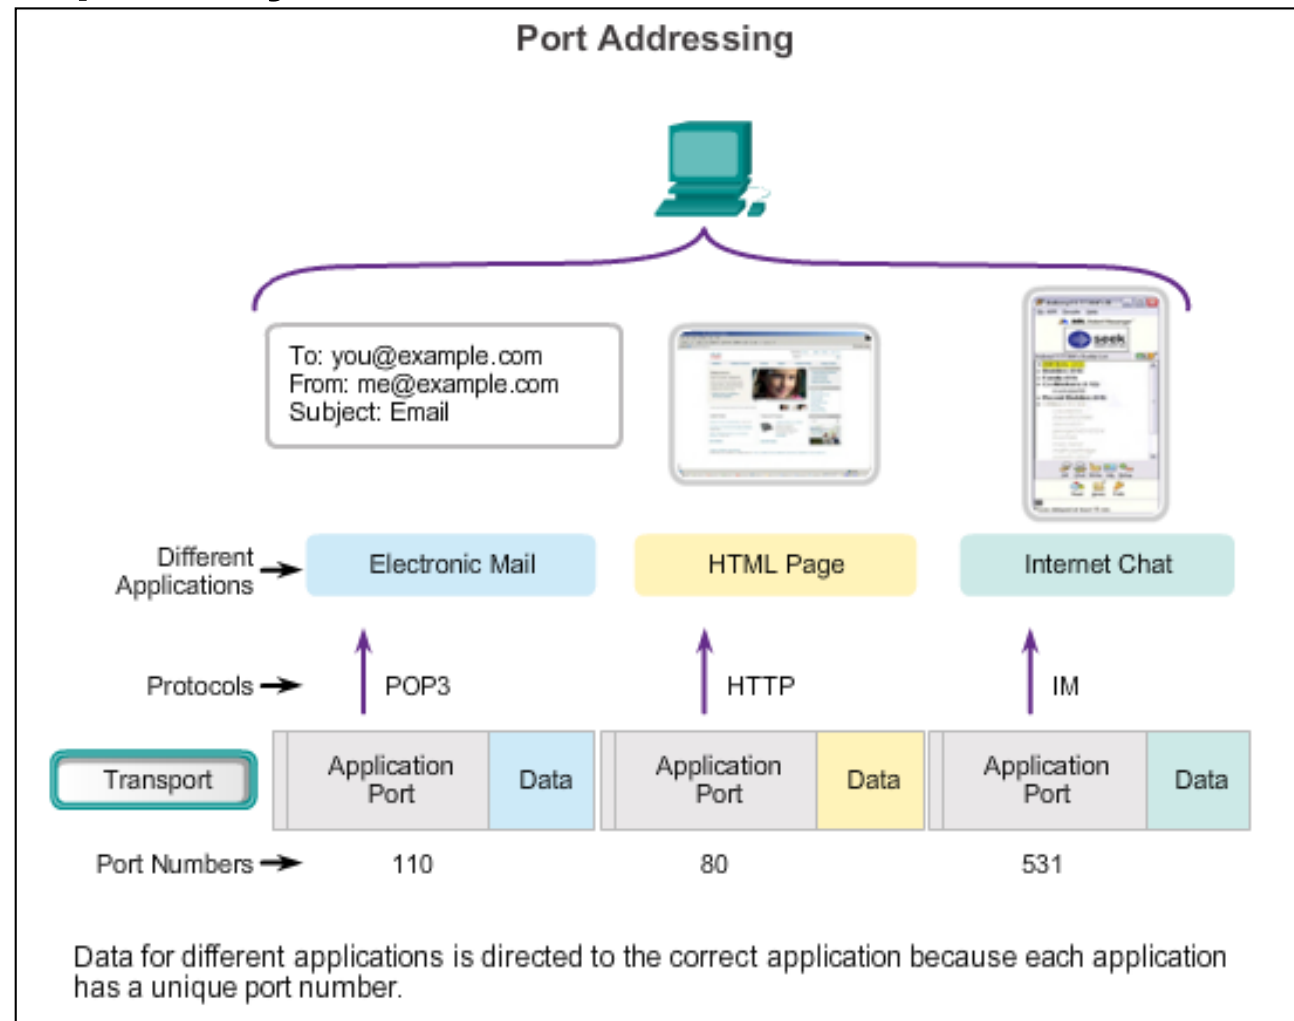 Port Addressing
To: you@example.com
From: me@example.com
Subject: Email
seek
Different
Applications
Electronic Mail
HTML Page
Internet Chat
Protocols
POP3
HTTP
IM
Transport
Application
Port
Data
Application
Port
Data
Application
Port
Data
Port Numbers
110
80
531
Data for different applications is directed to the correct application because each application
has a unique port number.